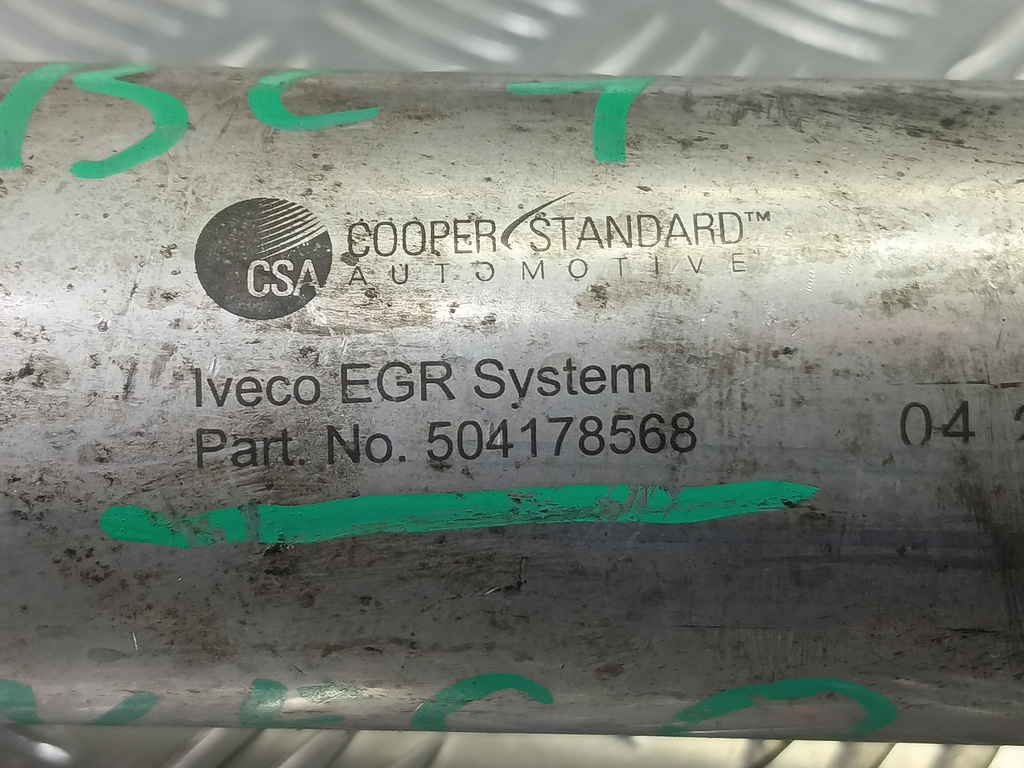 CSA COOPER STANDARD™
AUTOMOTIVE
Iveco EGR System
Part. No. 504178568
04